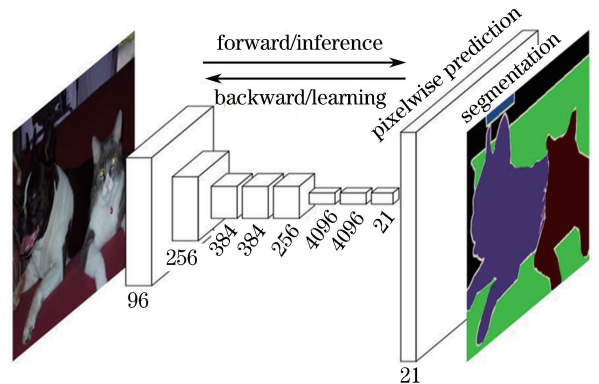 forward/inference
backward/learning
pixelwise prediction
segmentation
96
256
384
384
256
4096
4096
21
21